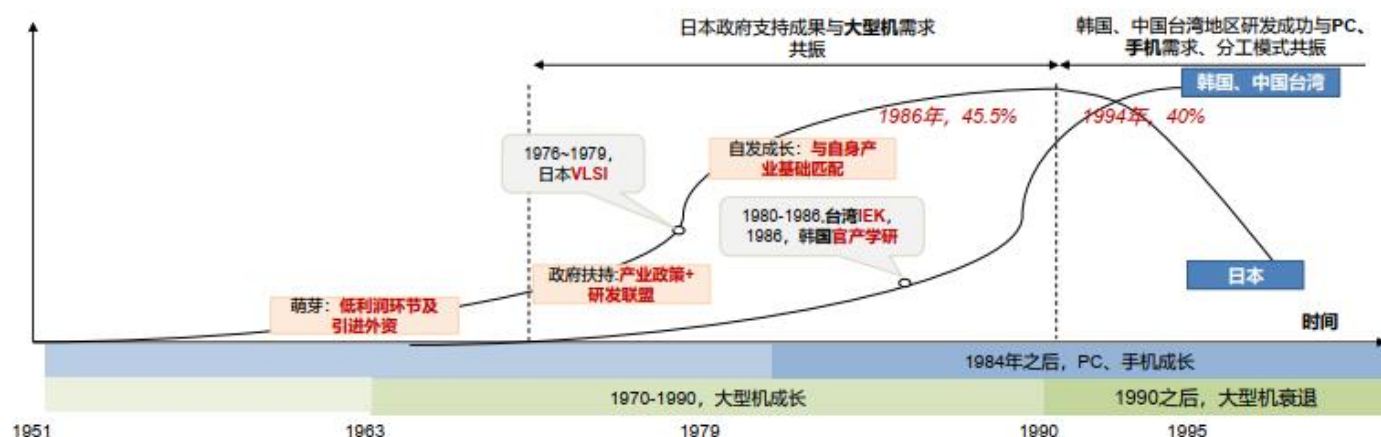 日本政府支持成果与大型机需求
共振
韩国、中国台湾地区研发成功与PC、
手机需求、分工模式共振
韩国、中国台湾
1986年，45.5%
1994年，40%
1976~1979，
日本VLSI
自发成长：与自身产
业基础匹配
1980-1986,台湾IEK，
1986，韩国官产学研
政府扶持:产业政策+
研发联盟
日本
萌芽：低利润环节及
引进外资
时间
1984年之后，PC、手机成长
1970-1990，大型机成长
1990之后，大型机衰退
1951
1963
1979
1990
1995